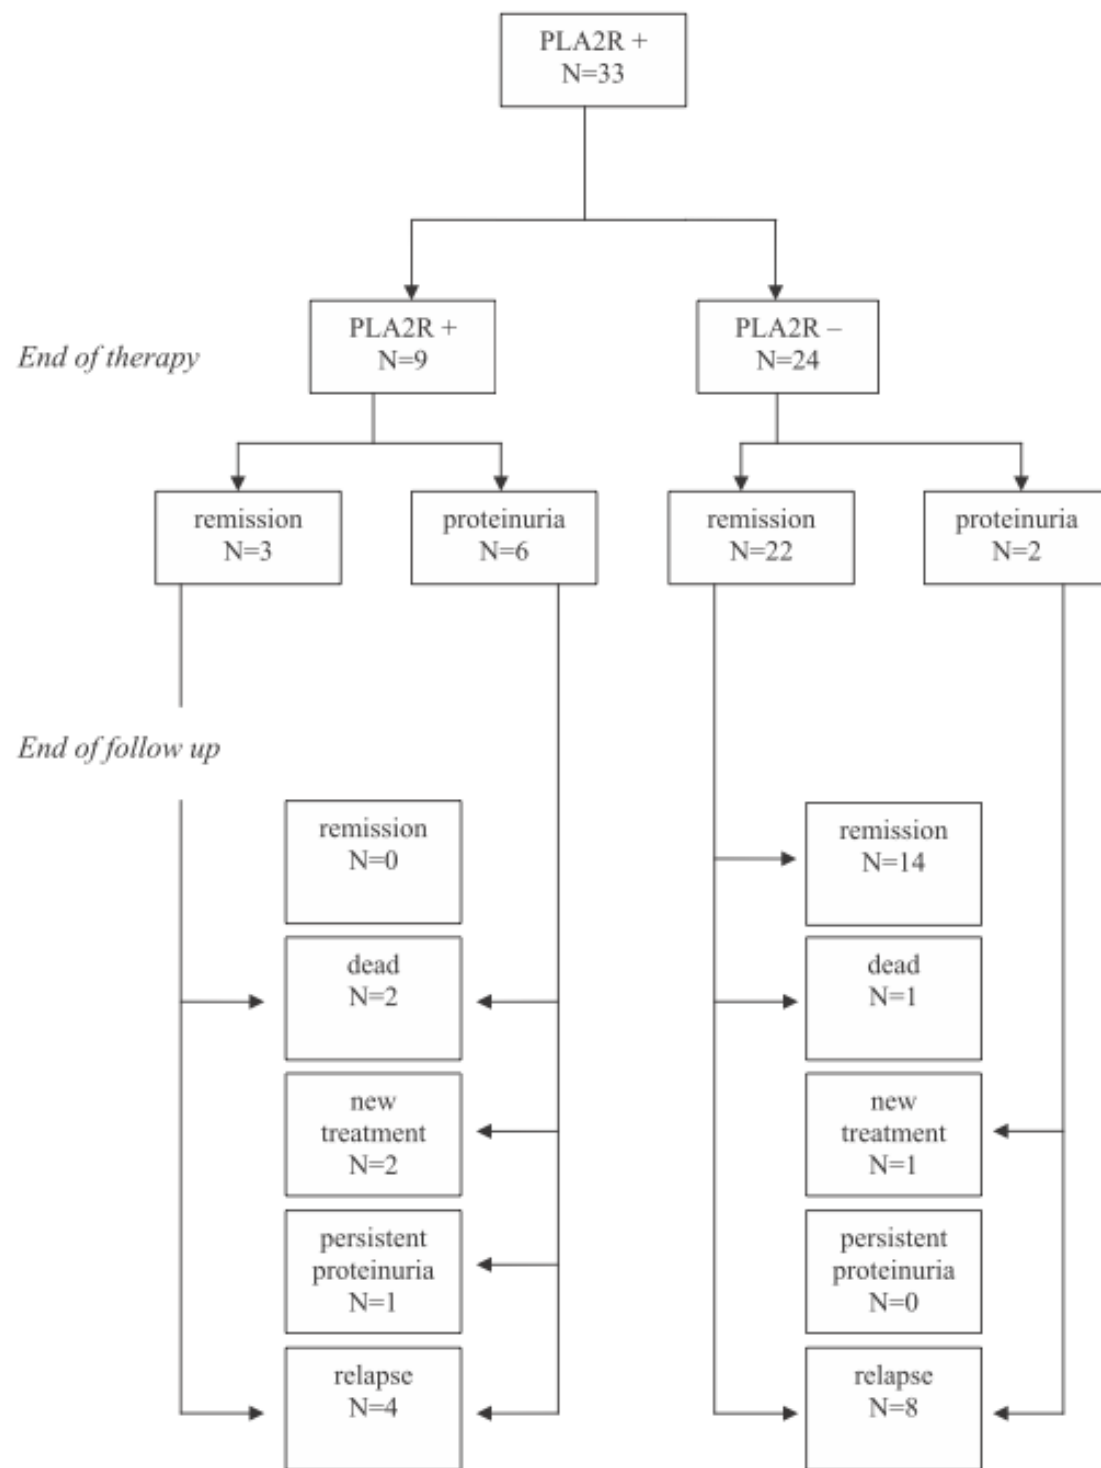 PLA2R +
N=33
PLA2R +
N=9
PLA2R –
N=24
End of therapy
remission
N=3
proteinuria
N=6
remission
N=22
proteinuria
N=2
End of follow up
remission
N=0
remission
N=14
dead
N=2
dead
N=1
new
treatment
N=2
new
treatment
N=1
persistent
proteinuria
N=1
persistent
proteinuria
N=0
relapse
N=4
relapse
N=8